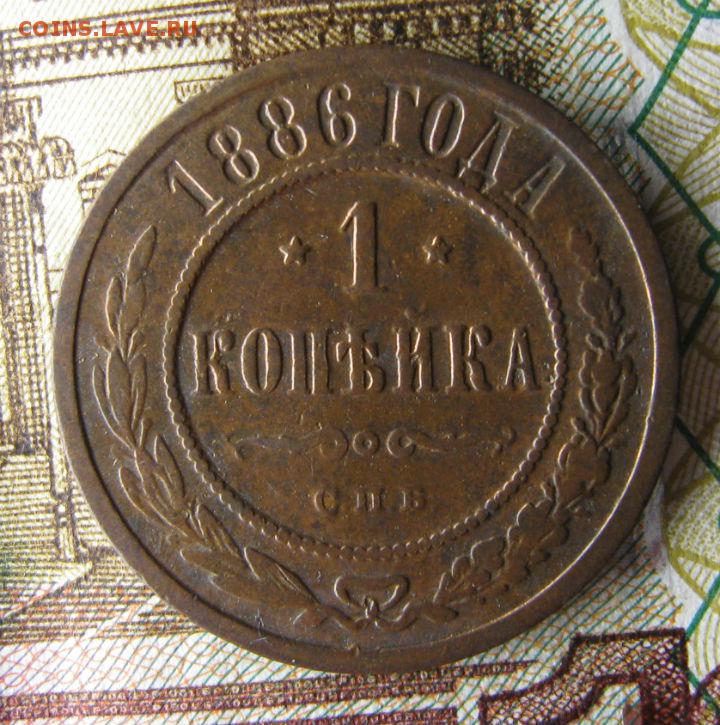 COINS.LAVE.RU
1886 ГОДА
1
КОПѢЙКА
СПБ